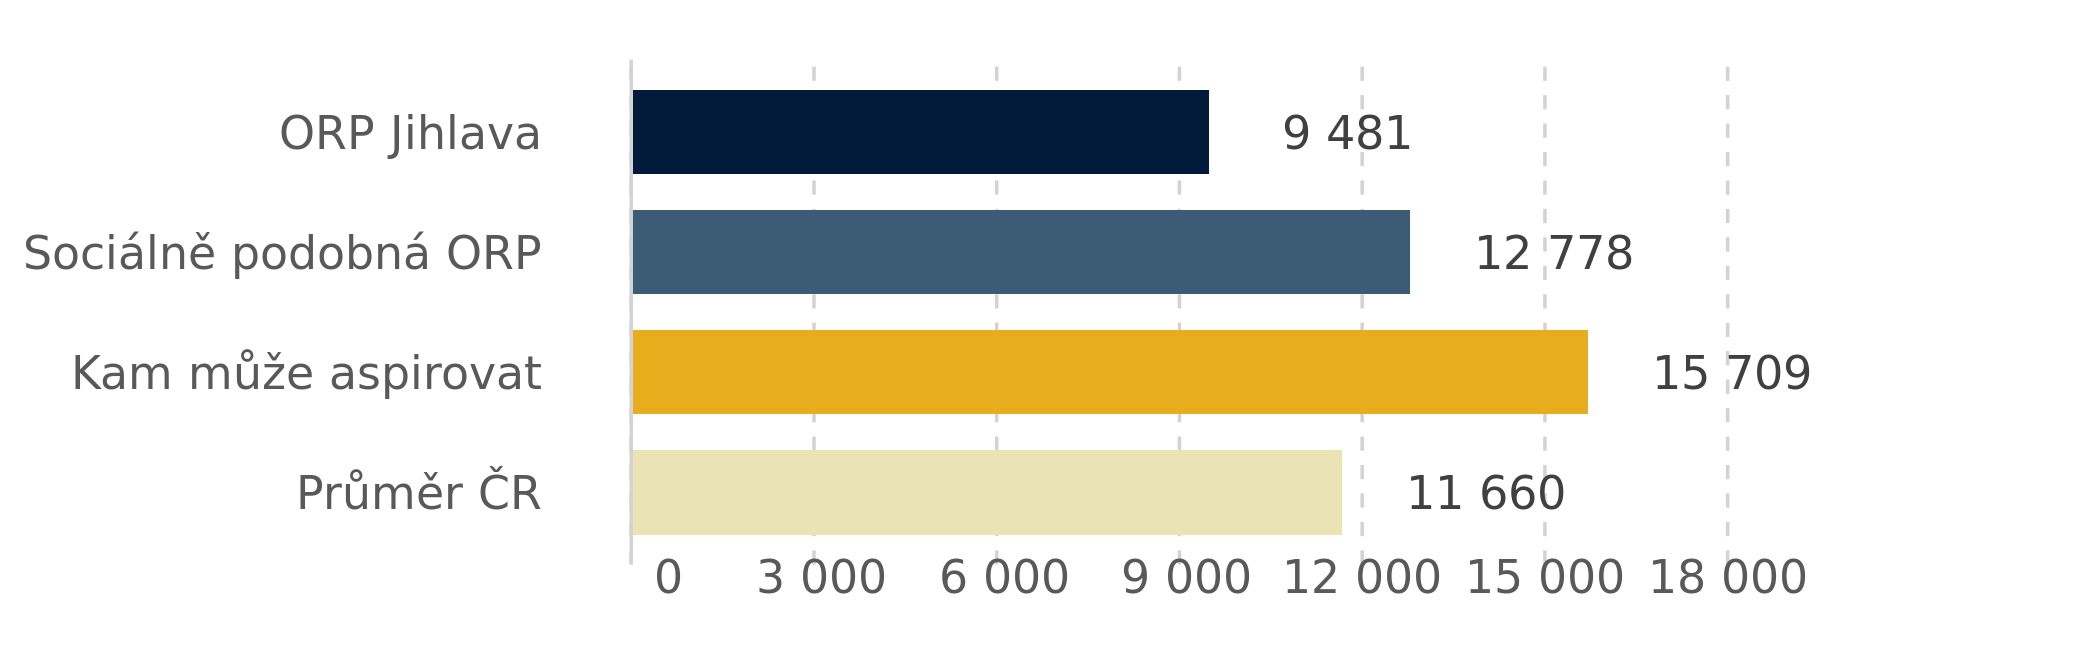 ORP Jihlava 9 481
Sociálně podobná ORP 12 778
Kam může aspirovat 15 709
Průměr ČR 11 660
0 3 000 6 000 9 000 12 000 15 000 18 000